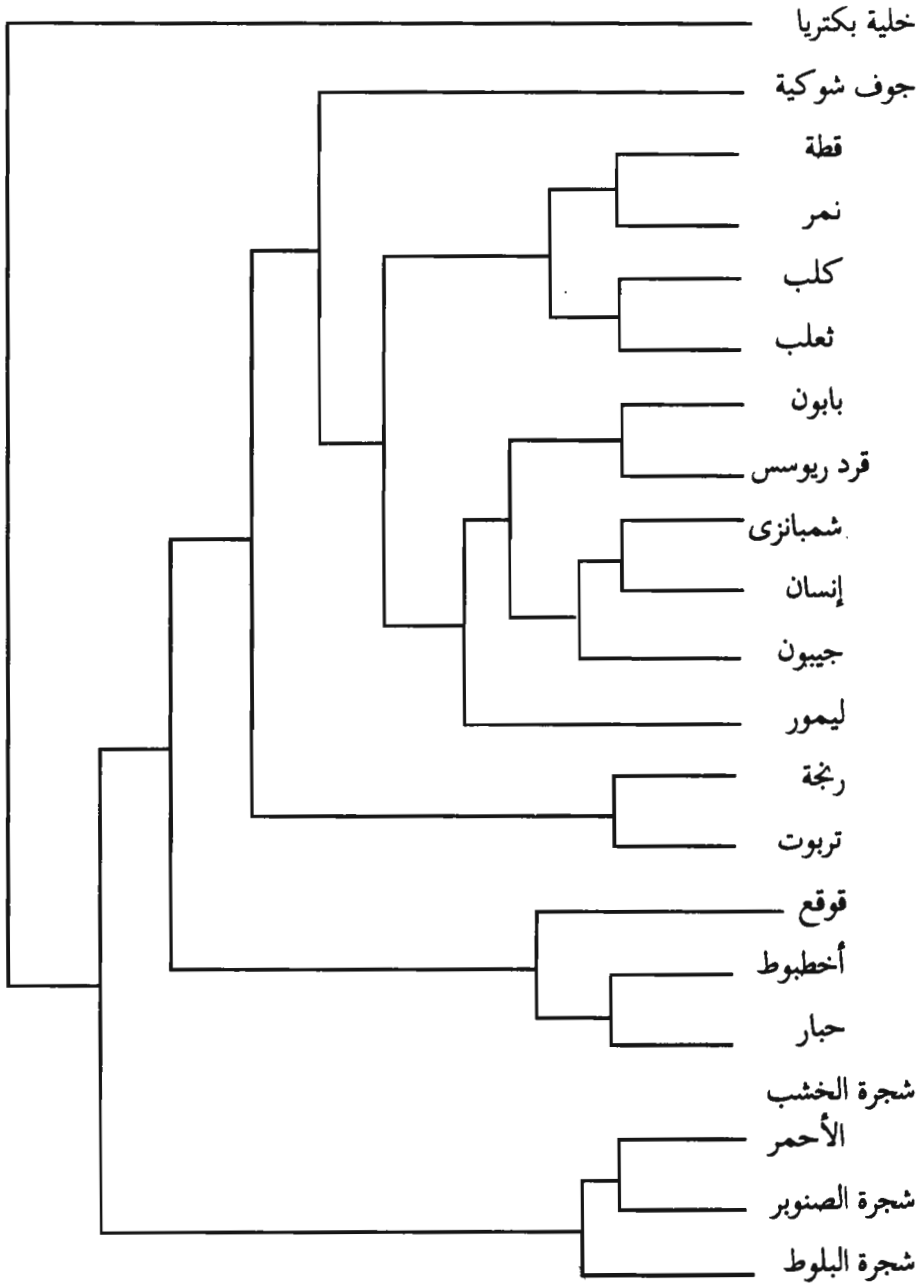 خلية بكتريا
جوف شوكية
قطة
نمر
كلب
ثعلب
بابون
قرد ريوسس
شمبانزى
إنسان
جيبون
ليمور
رنجة
تربوت
قوقع
أخطبوط
حبار
شجرة الخشب
الأحمر
شجرة الصنوبر
شجرة البلوط